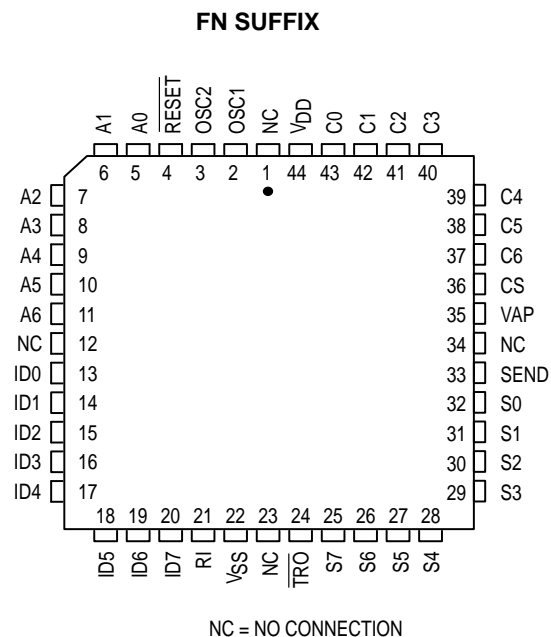 FN SUFFIX
A1 A0 RESET OSC2 OSC1 NC VDD C0 C1 C2 C3
6 5 4 3 2 1 44 43 42 41 40
A2 7 39 C4
A3 8 38 C5
A4 9 37 C6
A5 10 36 CS
A6 11 35 VAP
NC 12 34 NC
ID0 13 33 SEND
ID1 14 32 S0
ID2 15 31 S1
ID3 16 30 S2
ID4 17 29 S3
18 19 20 21 22 23 24 25 26 27 28
ID5 ID6 ID7 RI VSS NC TRO S7 S6 S5 S4
NC = NO CONNECTION